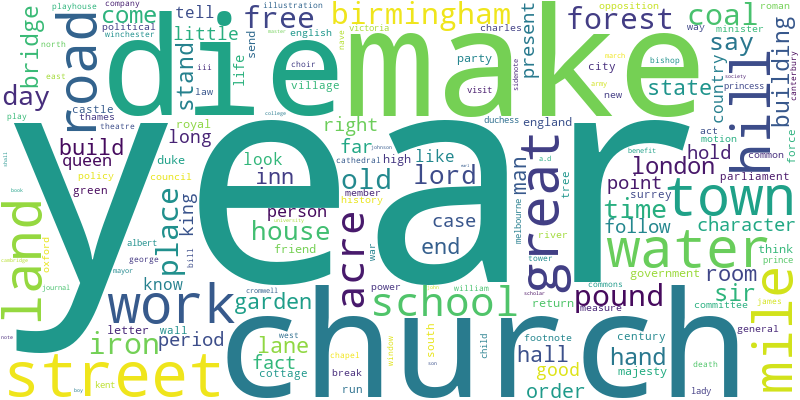 year
church
make
die
great
water
town
street
work
land
school
mile
hill
road
acre
pound
free
forest
coal
birmingham
old
iron
house
place
london
lord
time
state
hand
hall
inn
lane
garden
say
come
day
build
building
bridge
stand
little
tell
long
queen
king
duke
right
far
look
like
man
present
country
point
hold
follow
character
room
sir
order
good
end
case
person
know
period
fact
south
letter
cottage
castle
thames
theatre
royal
green
policy
council
albert
george
mayor
oxford
journal
cambridge
kent
boy
note
book
shell
play
playhouse
company
political
winchester
north
east
illustration
charles
english
send
life
village
law
iii
victoria
nave
choir
party
visit
high
cathedral
member
history
friend
university
johnson
war
power
cromwell
bill
william
wall
west
run
break
chapel
window
child
son
footnote
century
majesty
return
measure
commons
government
committee
river
tower
scholar
tree
surrey
melbourne
england
duchess
a.d
benefit
act
motion
common
parliament
force
city
new
army
march
bishop
princess
society
sidenote
opposition
minister
way
roman
canterbury
think
prince
james
general
death
lady
college